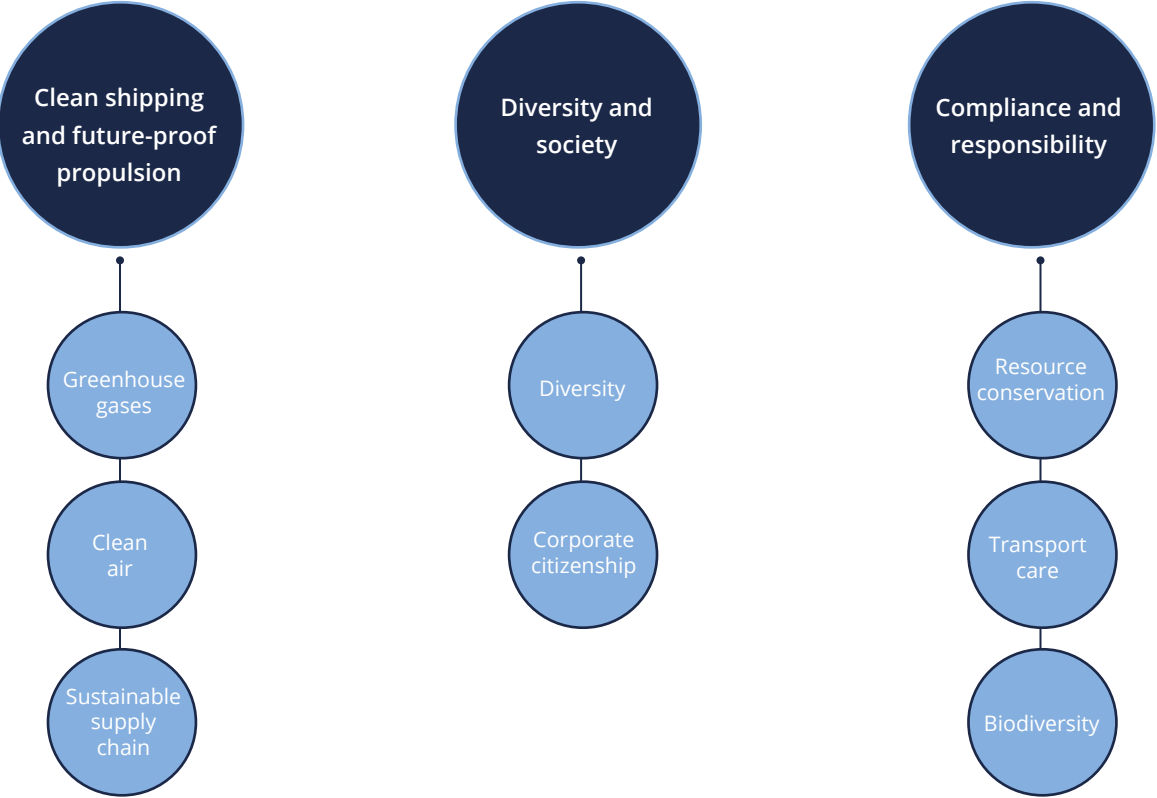 Clean shipping
and future-proof
propulsion
Greenhouse
gases
Clean
air
Sustainable
supply
chain
Diversity and
society
Diversity
Corporate
citizenship
Compliance and
responsibility
Resource
conservation
Transport
care
Biodiversity